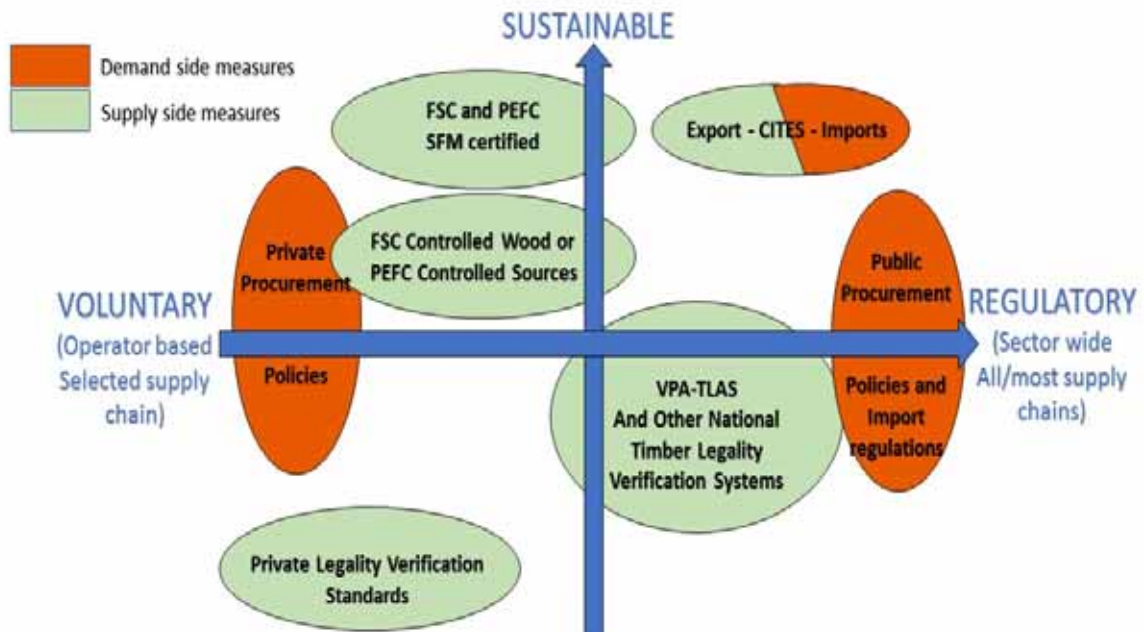 SUSTAINABLE
Demand side measures
Supply side measures
FSC and PEFC
SFM certified
Export - CITES - Imports
Private
Procurement
Policies
FSC Controlled Wood or
PEFC Controlled Sources
Public
Procurement
Policies and
Import
regulations
VOLUNTARY
(Operator based
Selected supply
chain)
REGULATORY
(Sector wide
All/most supply
chains)
VPA-TLAS
And Other National
Timber Legality
Verification Systems
Private Legality Verification
Standards